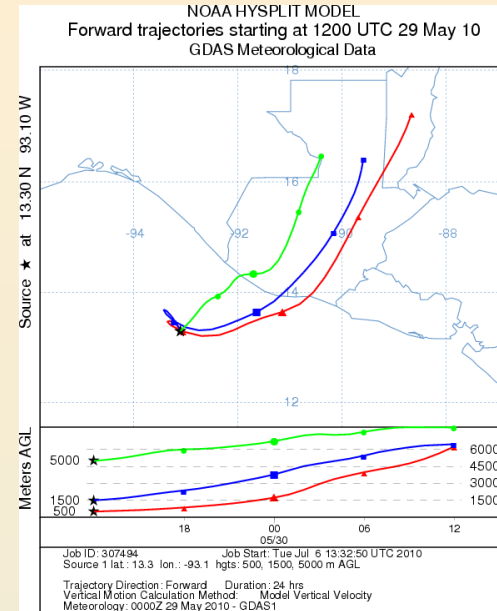 NOAA HYSPLIT MODEL
Forward trajectories starting at 1200 UTC 29 May 10
GDAS Meteorological Data
Source ★ at 13.30 N 93.10 W
18
16
-94
-92
-90
-88
14
12
Meters AGL
5000
1500
500
6000
4500
3000
1500
18
00
06
12
05/30
Job ID: 307494 Job Start: Tue Jul 6 13:32:50 UTC 2010
Source 1 lat.: 13.3 lon.: -93.1 hgts: 500, 1500, 5000 m AGL
Trajectory Direction: Forward Duration: 24 hrs
Vertical Motion Calculation Method: Model Vertical Velocity
Meteorology: 0000Z 29 May 2010 - GDAS1